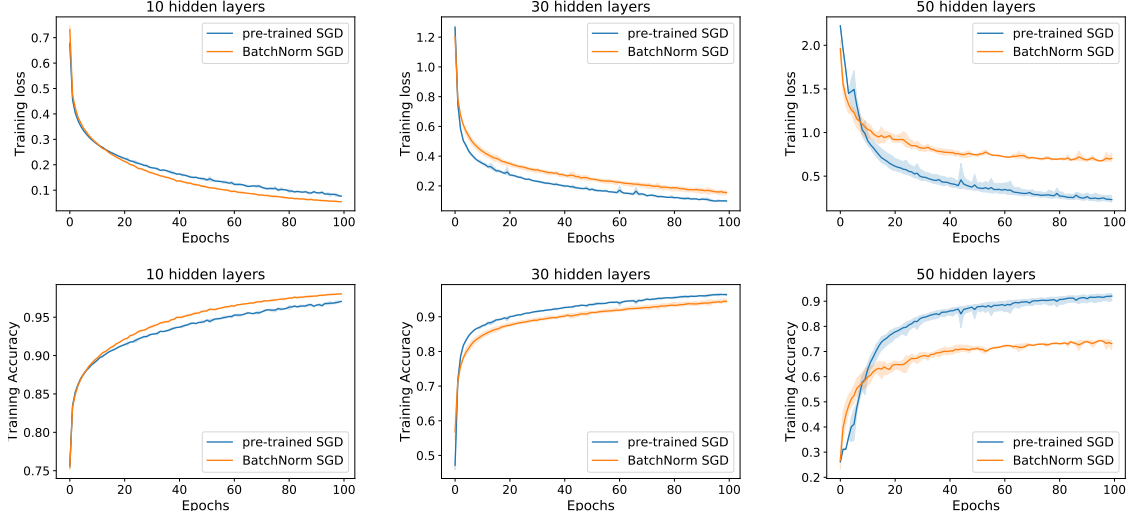 10 hidden layers
Training loss
0.7
0.6
0.5
0.4
0.3
0.2
0.1
pre-trained SGD
BatchNorm SGD
0 20 40 60 80 100
Epochs
30 hidden layers
Training loss
1.2
1.0
0.8
0.6
0.4
0.2
pre-trained SGD
BatchNorm SGD
0 20 40 60 80 100
Epochs
50 hidden layers
Training loss
2.0
1.5
1.0
0.5
pre-trained SGD
BatchNorm SGD
0 20 40 60 80 100
Epochs
10 hidden layers
Training Accuracy
0.95
0.90
0.85
0.80
0.75
pre-trained SGD
BatchNorm SGD
0 20 40 60 80 100
Epochs
30 hidden layers
Training Accuracy
0.9
0.8
0.7
0.6
0.5
pre-trained SGD
BatchNorm SGD
0 20 40 60 80 100
Epochs
50 hidden layers
Training Accuracy
0.9
0.8
0.7
0.6
0.5
0.4
0.3
0.2
pre-trained SGD
BatchNorm SGD
0 20 40 60 80 100
Epochs